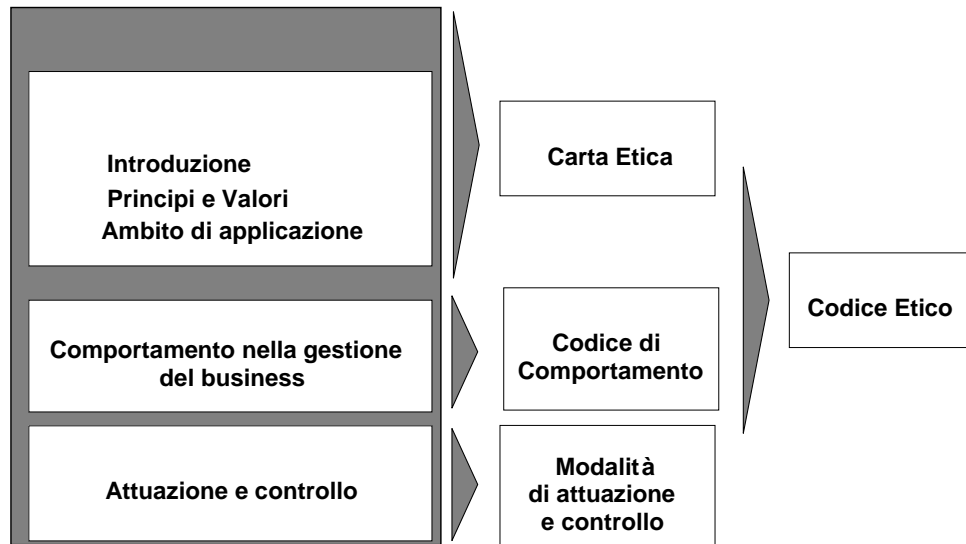 Introduzione
Principi e Valori
Ambito di applicazione
Carta Etica
Comportamento nella gestione
del business
Codice di
Comportamento
Codice Etico
Attuazione e controllo
Modalità
di attuazione
e controllo